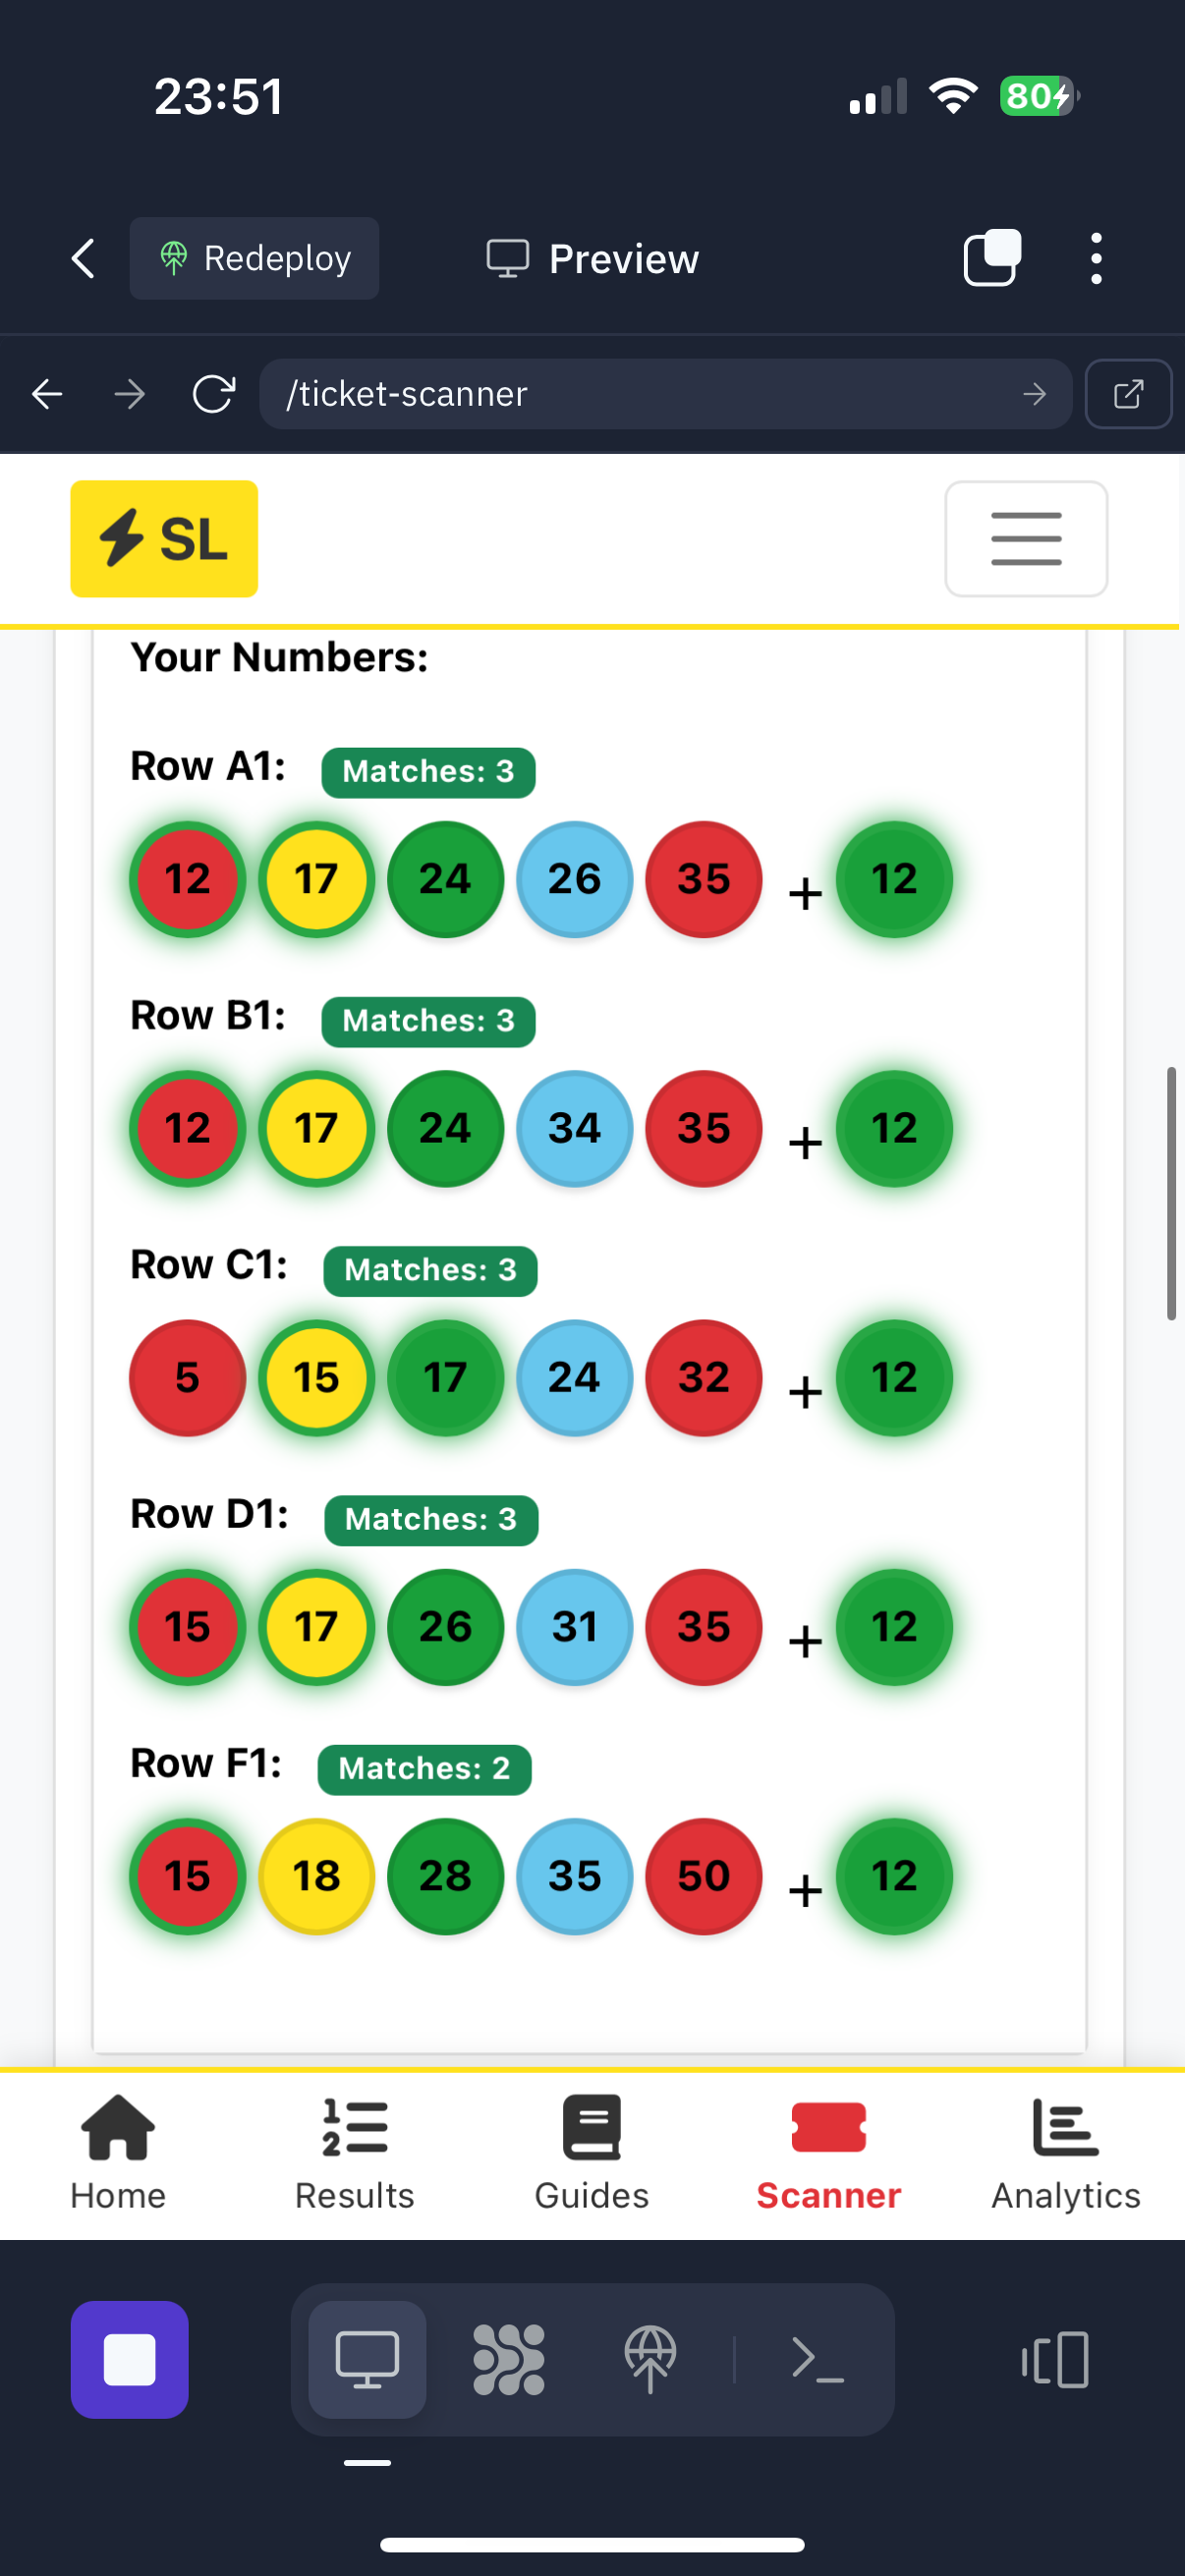 23:51
80
Redeploy
Preview
/ticket-scanner
SL
Your Numbers:
Row A1: Matches: 3
12 17 24 26 35 + 12
Row B1: Matches: 3
12 17 24 34 35 + 12
Row C1: Matches: 3
5 15 17 24 32 + 12
Row D1: Matches: 3
15 17 26 31 35 + 12
Row F1: Matches: 2
15 18 28 35 50 + 12
Home
Results
Guides
Scanner
Analytics